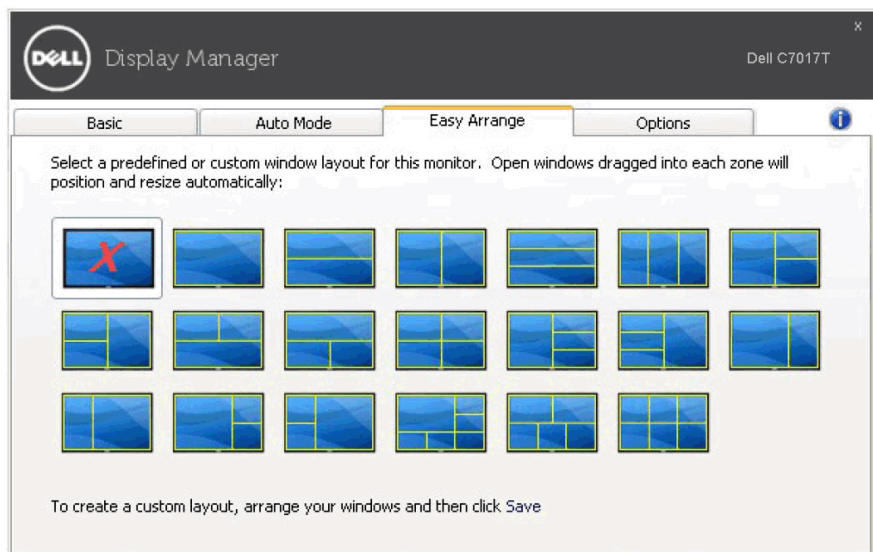 x
DELL Display Manager
Dell C7017T
Basic Auto Mode Easy Arrange Options i
Select a predefined or custom window layout for this monitor. Open windows dragged into each zone will
position and resize automatically:
X
To create a custom layout, arrange your windows and then click Save